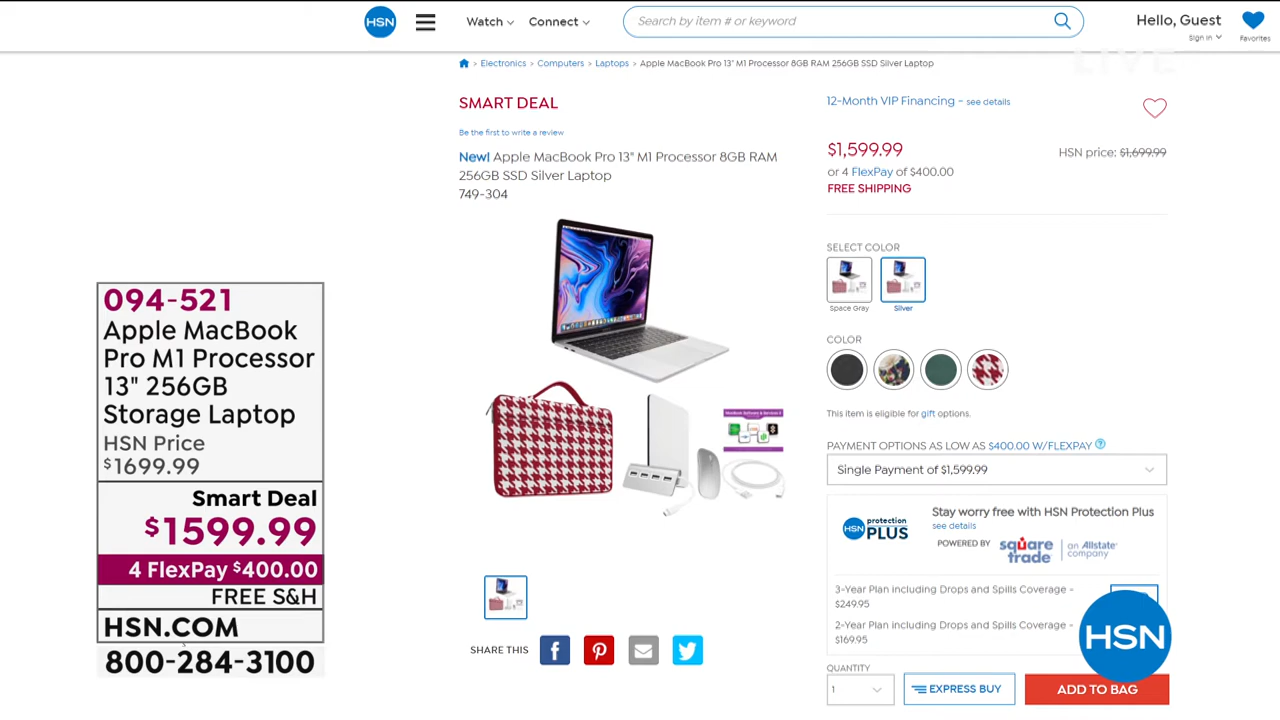 HSN
Watch
Connect
Search by item # or keyword
Hello, Guest
Sign in
Favorites
LIVE
> Electronics > Computers > Laptops > Apple MacBook Pro 13" M1 Processor 8GB RAM 256GB SSD Silver Laptop
SMART DEAL
Be the first to write a review
New! Apple MacBook Pro 13" M1 Processor 8GB RAM
256GB SSD Silver Laptop
749-304
SHARE THIS
12-Month VIP Financing - see details
$1,599.99
HSN price: $1,699.99
or 4 FlexPay of $400.00
FREE SHIPPING
SELECT COLOR
Space Gray
Silver
COLOR
This item is eligible for gift options.
PAYMENT OPTIONS AS LOW AS $400.00 W/FLEXPAY ?
Single Payment of $1,599.99
HSN protection PLUS
Stay worry free with HSN Protection Plus
see details
POWERED BY square trade an Allstate company
3-Year Plan including Drops and Spills Coverage -
$249.95
2-Year Plan including Drops and Spills Coverage -
$169.95
QUANTITY
1
EXPRESS BUY
ADD TO BAG
HSN
094-521
Apple MacBook
Pro M1 Processor
13" 256GB
Storage Laptop
HSN Price
$1699.99
Smart Deal
$1599.99
4 FlexPay $400.00
FREE S&H
HSN.COM
800-284-3100